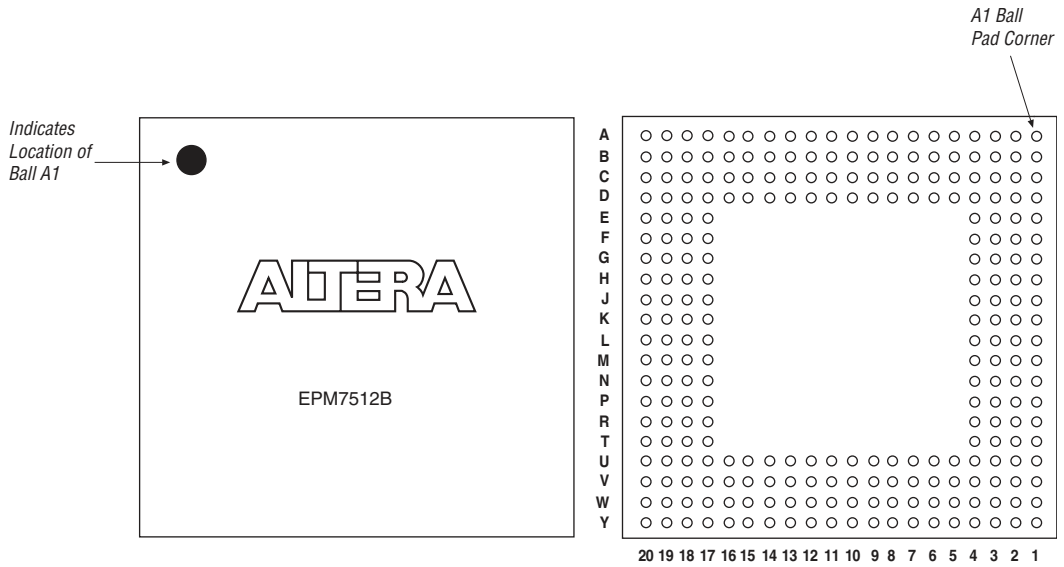 A1 Ball
Pad Corner
Indicates
Location of
Ball A1
ALTERA
EPM7512B
A
B
C
D
E
F
G
H
J
K
L
M
N
P
R
T
U
V
W
Y
20 19 18 17 16 15 14 13 12 11 10 9 8 7 6 5 4 3 2 1